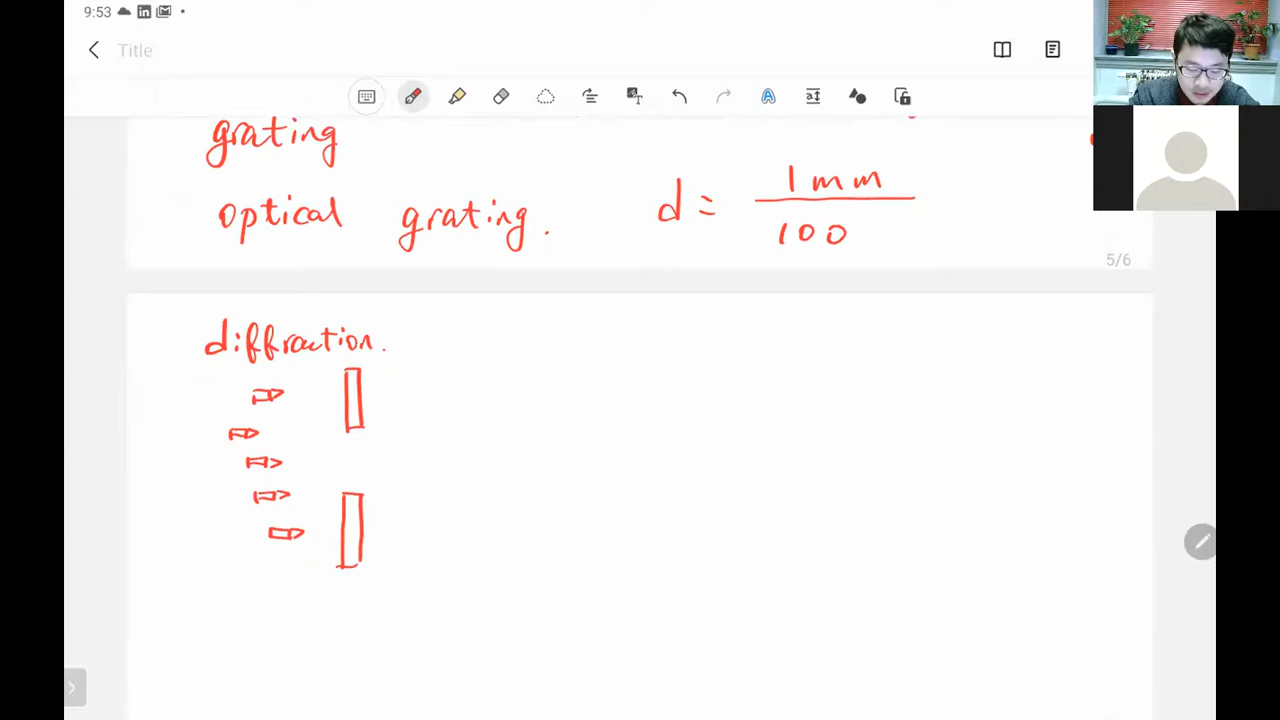 9:53
Title
grating
optical grating. d = 1mm / 100
5/6
diffraction.